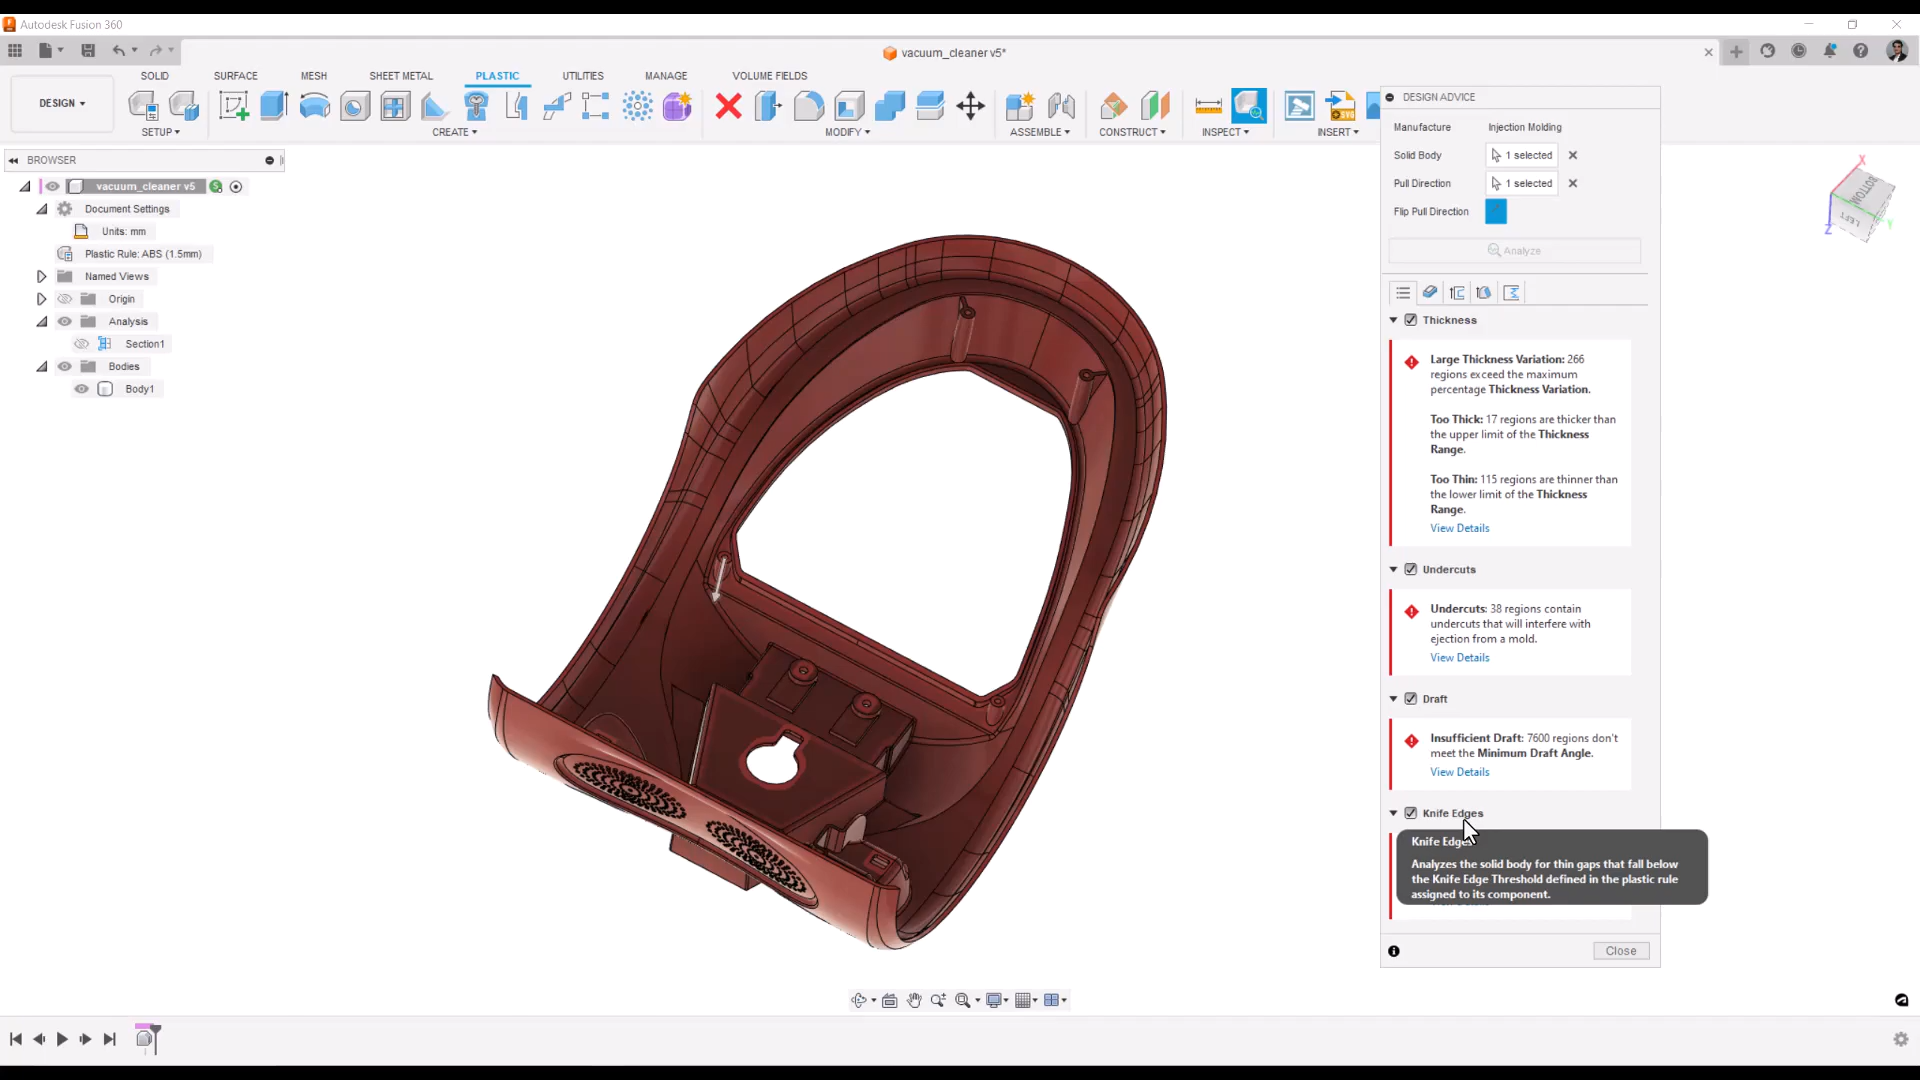 Autodesk Fusion 360
vacuum_cleaner v5*
DESIGN
SOLID
SURFACE
MESH
SHEET METAL
PLASTIC
UTILITIES
MANAGE
VOLUME FIELDS
SETUP
CREATE
MODIFY
ASSEMBLE
CONSTRUCT
INSPECT
INSERT
BROWSER
vacuum_cleaner v5
Document Settings
Units: mm
Plastic Rule: ABS (1.5mm)
Named Views
Origin
Analysis
Section1
Bodies
Body1
DESIGN ADVICE
Manufacture
Injection Molding
Solid Body
1 selected
Pull Direction
1 selected
Flip Pull Direction
Analyze
Thickness
Large Thickness Variation: 266
regions exceed the maximum
percentage Thickness Variation.
Too Thick: 17 regions are thicker than
the upper limit of the Thickness
Range.
Too Thin: 115 regions are thinner than
the lower limit of the Thickness
Range.
View Details
Undercuts
Undercuts: 38 regions contain
undercuts that will interfere with
ejection from a mold.
View Details
Draft
Insufficient Draft: 7600 regions don't
meet the Minimum Draft Angle.
View Details
Knife Edges
Analyzes the solid body for thin gaps that fall below
the Knife Edge Threshold defined in the plastic rule
assigned to its component.
Close
X
BOTTOM
LEFT
Z
Y